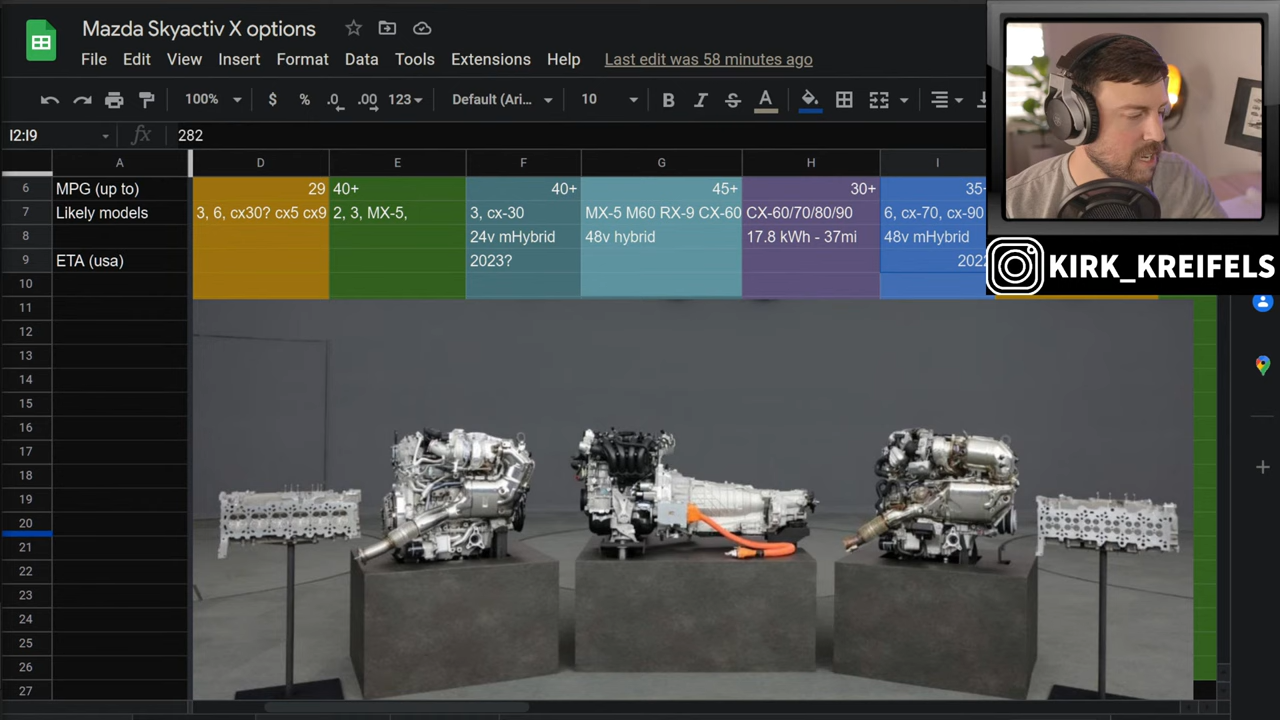 Mazda Skyactiv X options
File Edit View Insert Format Data Tools Extensions Help Last edit was 58 minutes ago
100% $ % .0 .00 123 Default (Ari... 10 B I S A
I2:I9 fx 282
A D E F G H I
6 MPG (up to) 29 40+ 40+ 45+ 30+ 35+
7 Likely models 3, 6, cx30? cx5 cx9 2, 3, MX-5, 3, cx-30 MX-5 M60 RX-9 CX-60 CX-60/70/80/90 6, cx-70, cx-90
8 24v mHybrid 48v hybrid 17.8 kWh - 37mi 48v mHybrid
9 ETA (usa) 2023? 2022
10
11
12
13
14
15
16
17
18
19
20
21
22
23
24
25
26
27
KIRK_KREIFELS